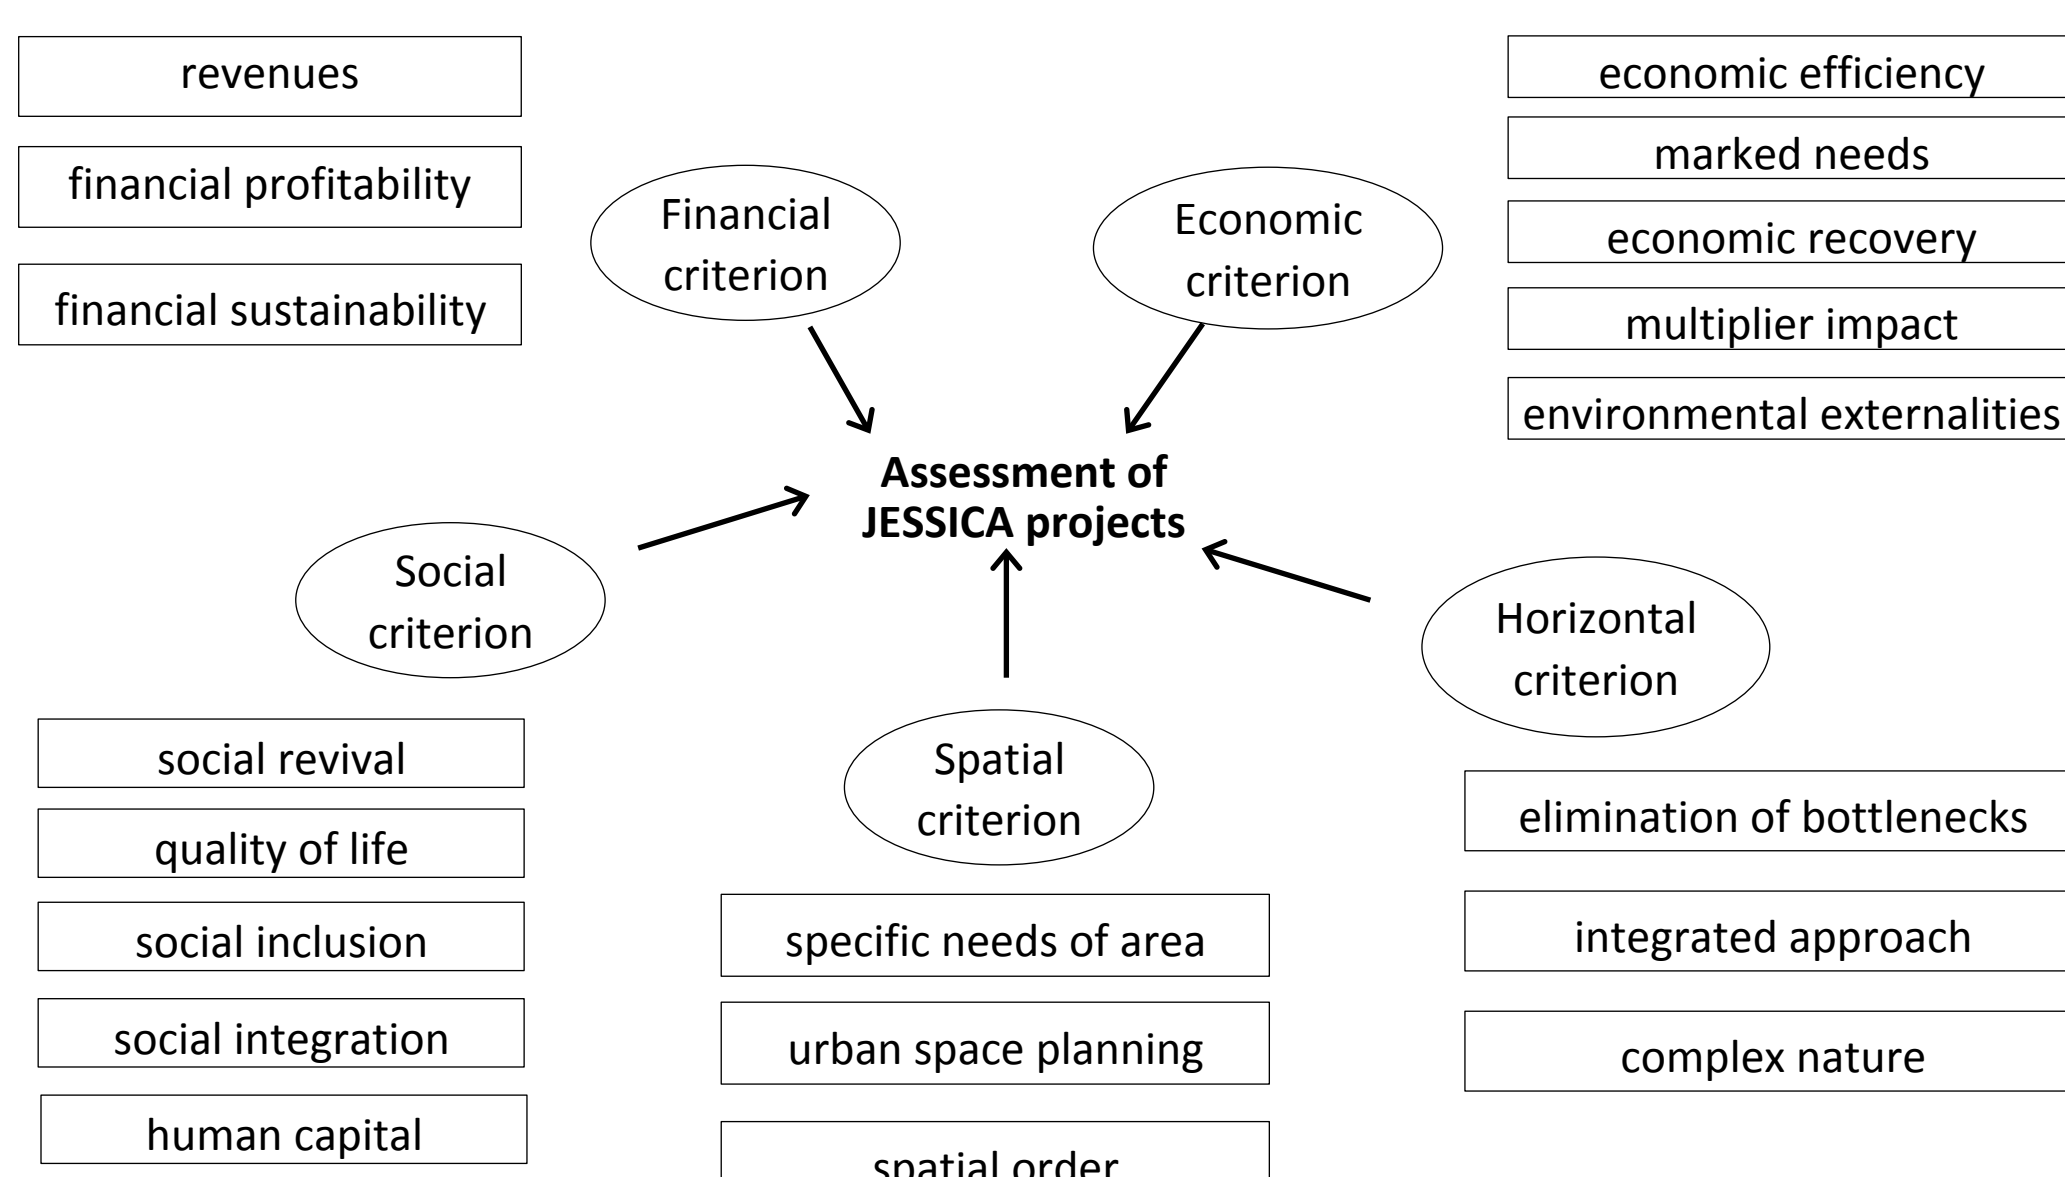 revenues
financial profitability
financial sustainability
Financial
criterion
Economic
criterion
economic efficiency
marked needs
economic recovery
multiplier impact
environmental externalities
Assessment of
JESSICA projects
Social
criterion
social revival
quality of life
social inclusion
social integration
human capital
Spatial
criterion
specific needs of area
urban space planning
spatial order
Horizontal
criterion
elimination of bottlenecks
integrated approach
complex nature